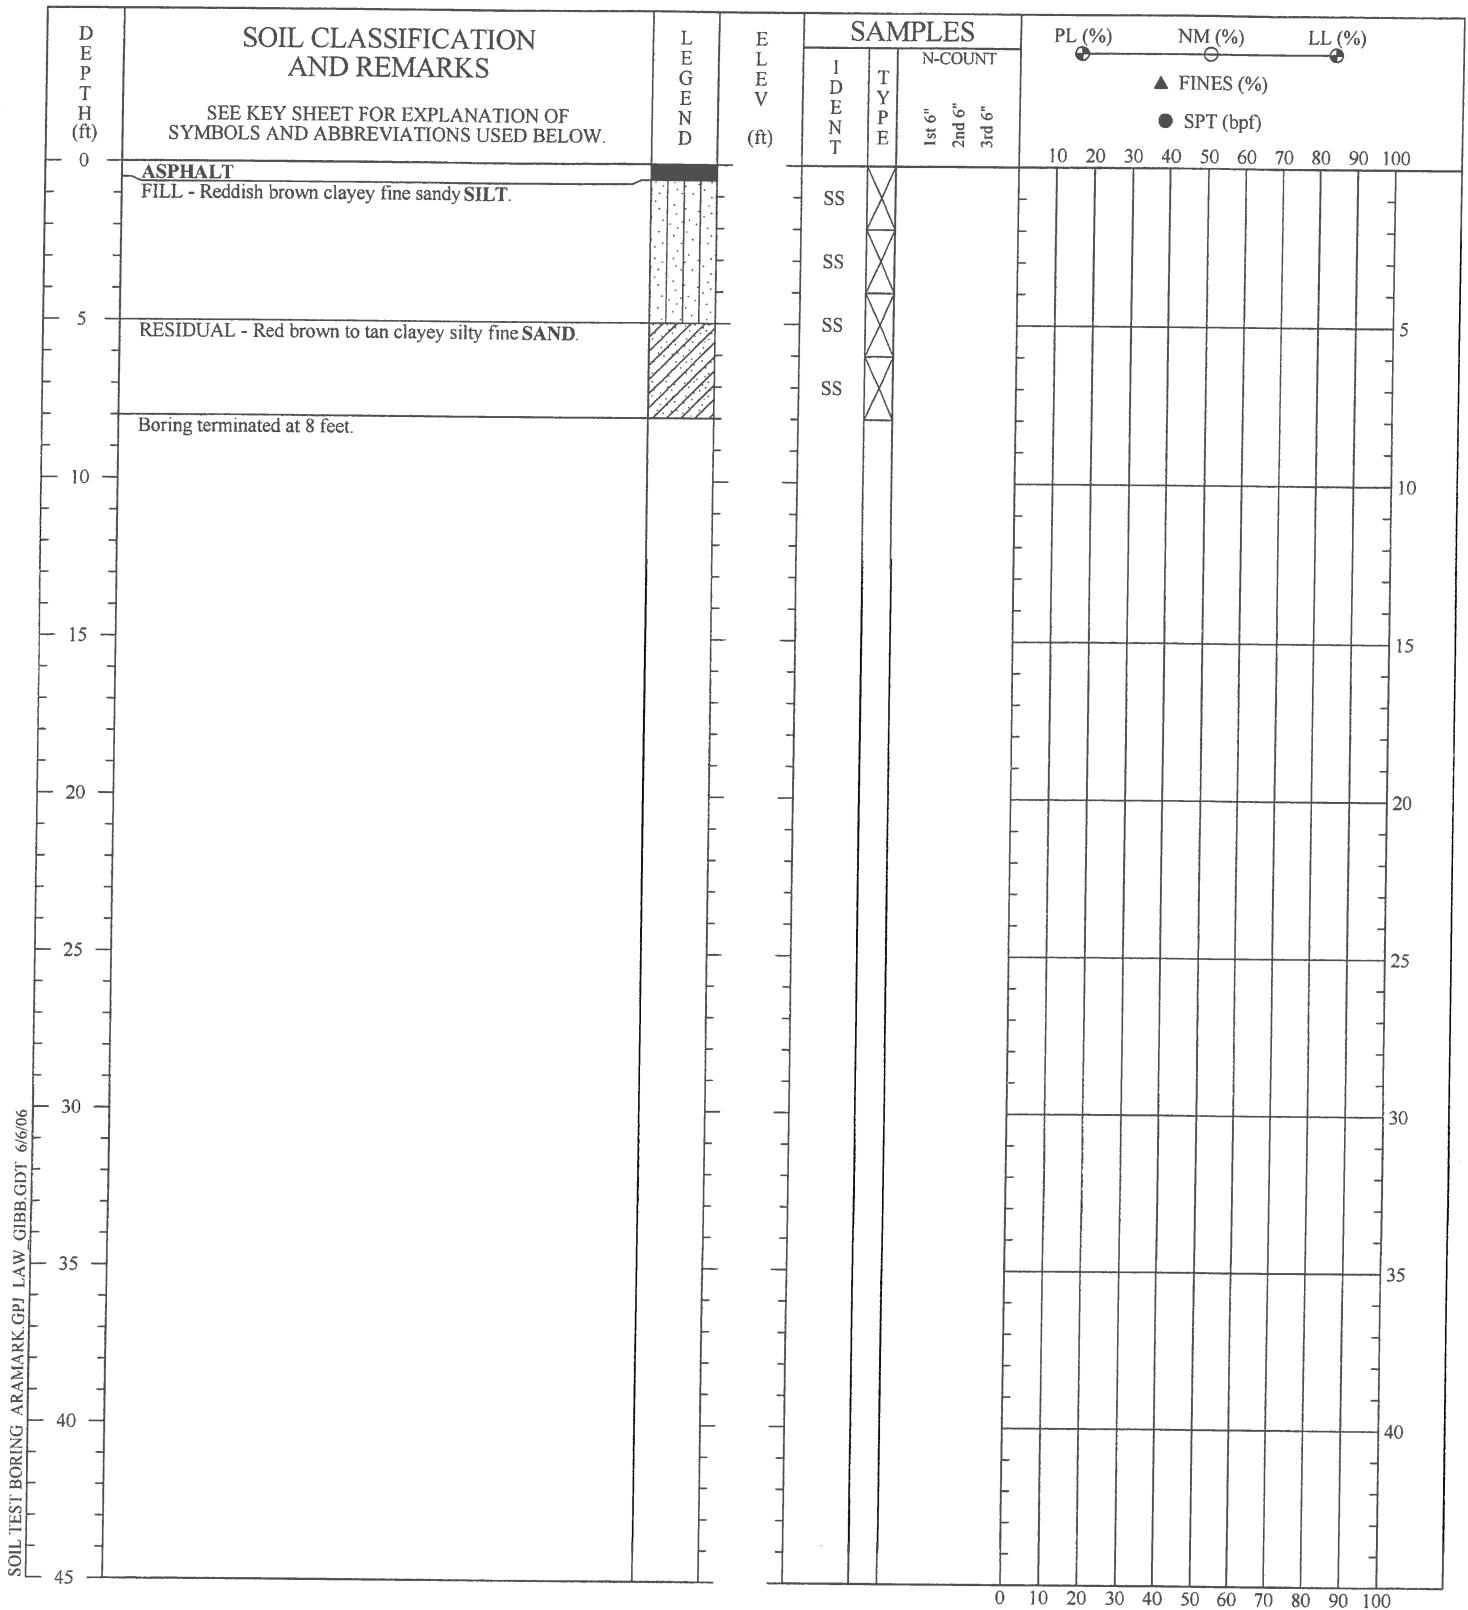 DEPTH (ft)
SOIL CLASSIFICATION
AND REMARKS
SEE KEY SHEET FOR EXPLANATION OF
SYMBOLS AND ABBREVIATIONS USED BELOW.
LEGEND
ELEV (ft)
SAMPLES
IDENT
TYPE
N-COUNT
1st 6"
2nd 6"
3rd 6"
PL (%) NM (%) LL (%)
FINES (%)
SPT (bpf)
10 20 30 40 50 60 70 80 90 100
0
ASPHALT
FILL - Reddish brown clayey fine sandy SILT.
SS
SS
5
RESIDUAL - Red brown to tan clayey silty fine SAND.
SS
5
SS
Boring terminated at 8 feet.
10
10
15
15
20
20
25
25
30
30
35
35
40
40
45
0 10 20 30 40 50 60 70 80 90 100
SOIL TEST BORING ARAMARK.GPJ LAW_GIBB.GDT 6/6/06